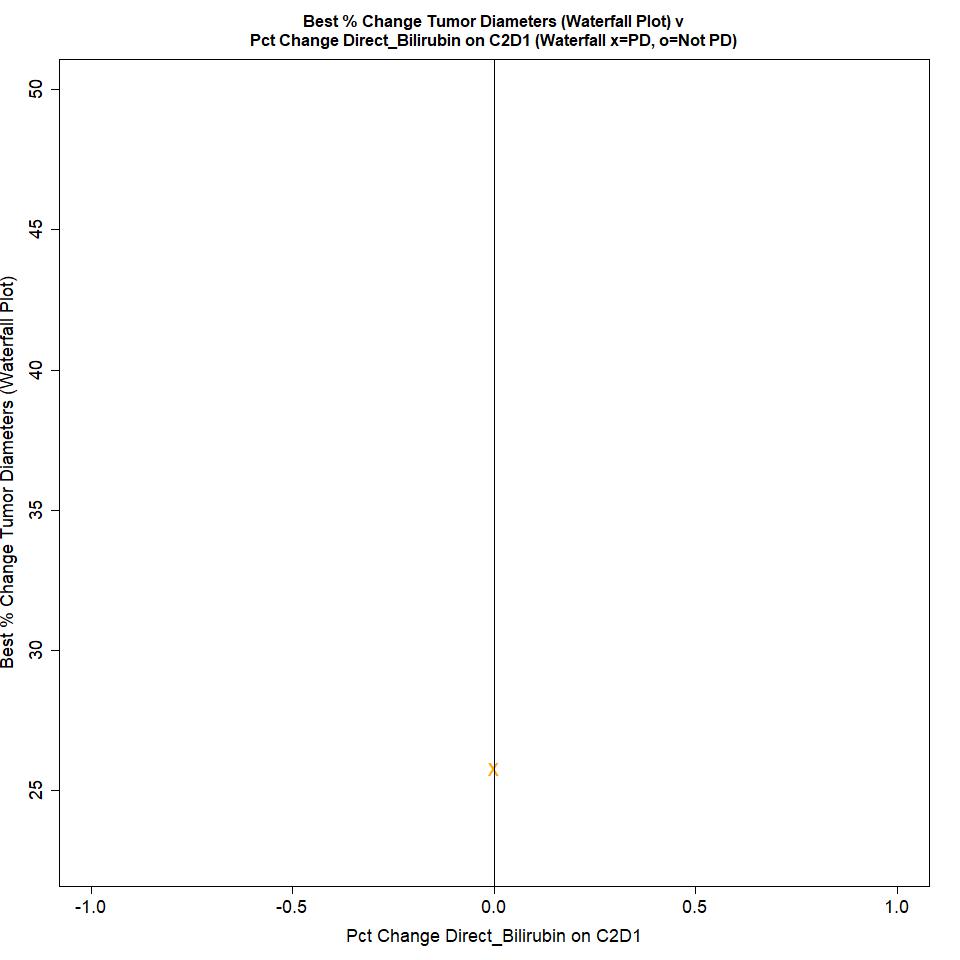 Best % Change Tumor Diameters (Waterfall Plot) v
Pct Change Direct_Bilirubin on C2D1 (Waterfall x=PD, o=Not PD)
Best % Change Tumor Diameters (Waterfall Plot)
50
45
40
35
30
25
X
-1.0
-0.5
0.0
0.5
1.0
Pct Change Direct_Bilirubin on C2D1